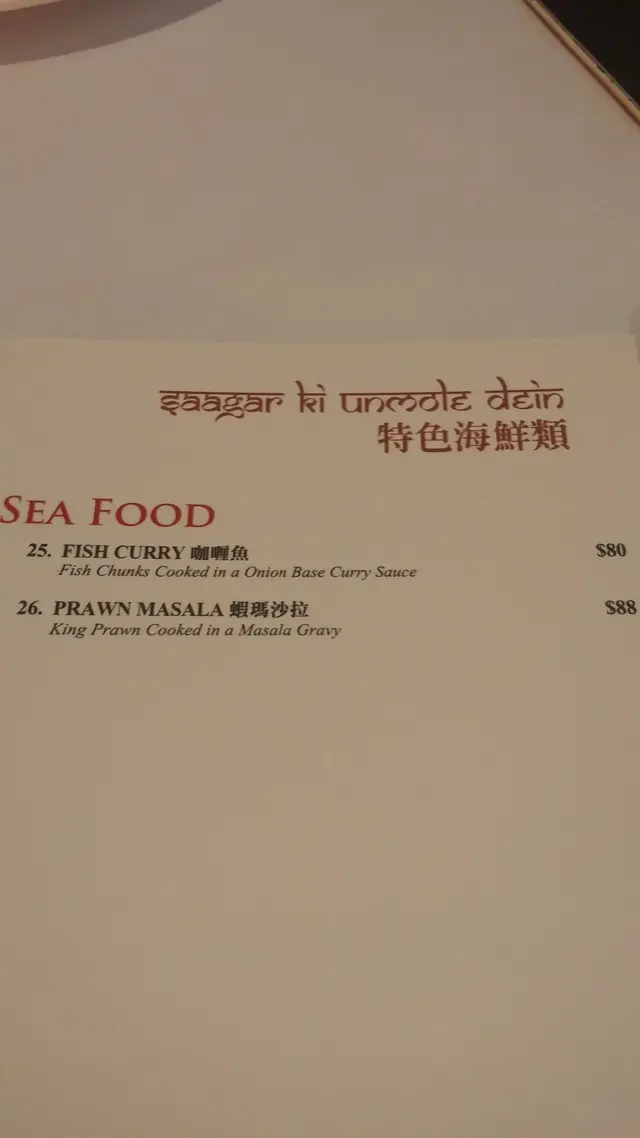 saagar ki unmole dein
特色海鮮類
SEA FOOD
25. FISH CURRY 咖喱魚 $80
Fish Chunks Cooked in a Onion Base Curry Sauce
26. PRAWN MASALA 蝦瑪沙拉 $88
King Prawn Cooked in a Masala Gravy